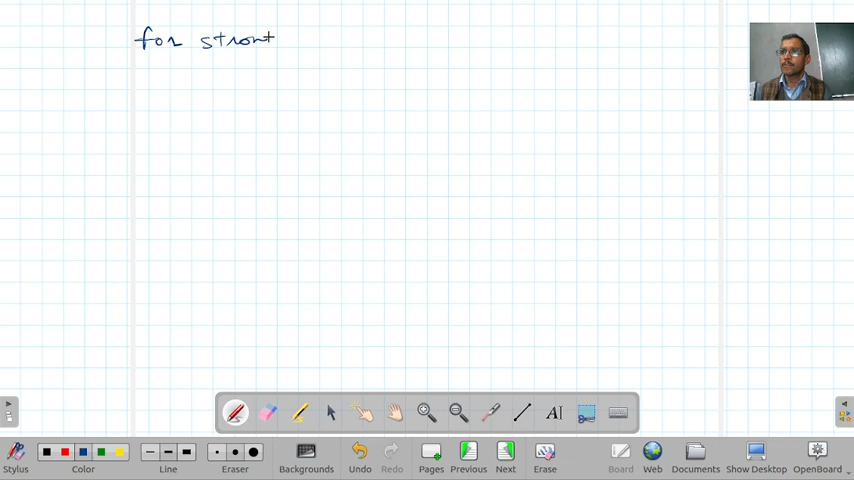 for stront
Stylus
Color
Line
Eraser
Backgrounds
Undo
Redo
Pages
Previous
Next
Erase
Board
Web
Documents
Show Desktop
OpenBoard